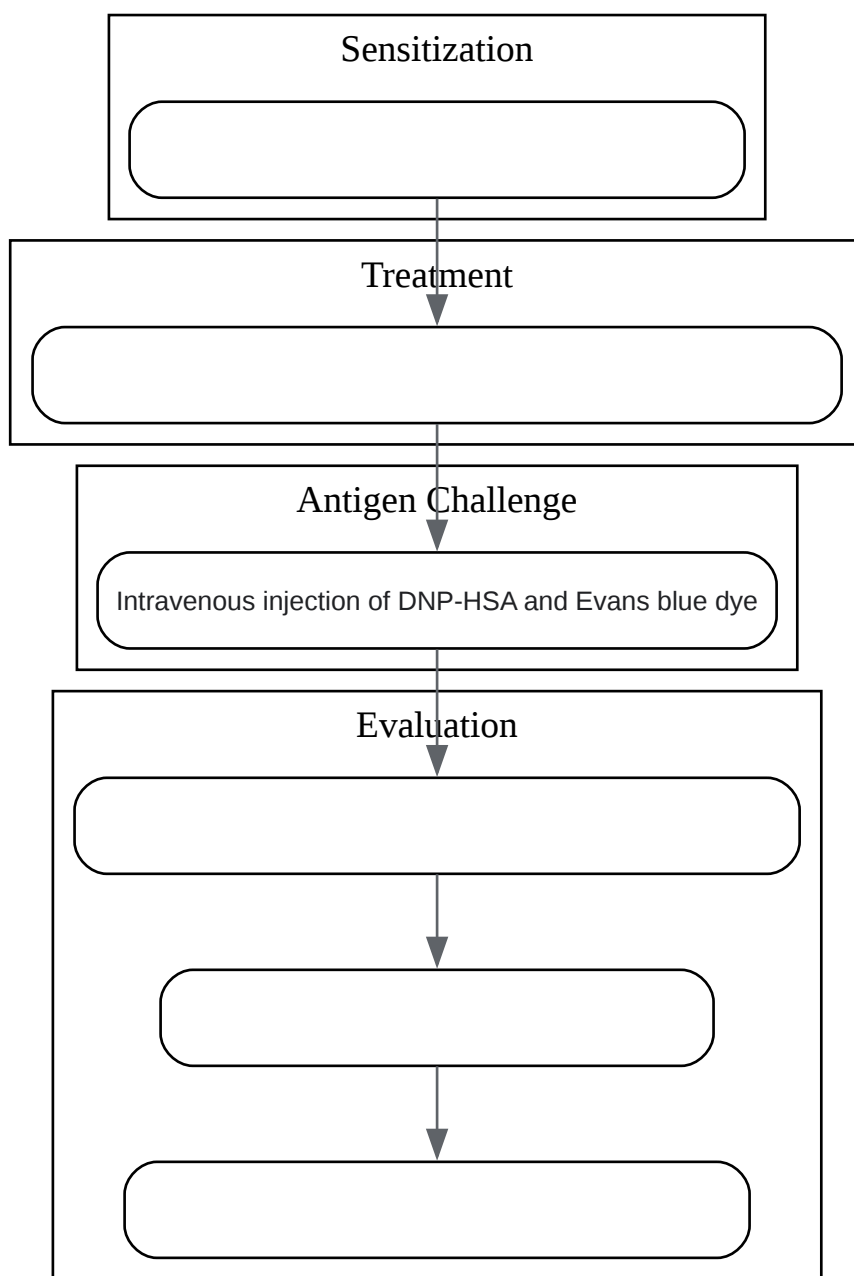 Sensitization
Treatment
Antigen Challenge
Intravenous injection of DNP-HSA and Evans blue dye
Evaluation